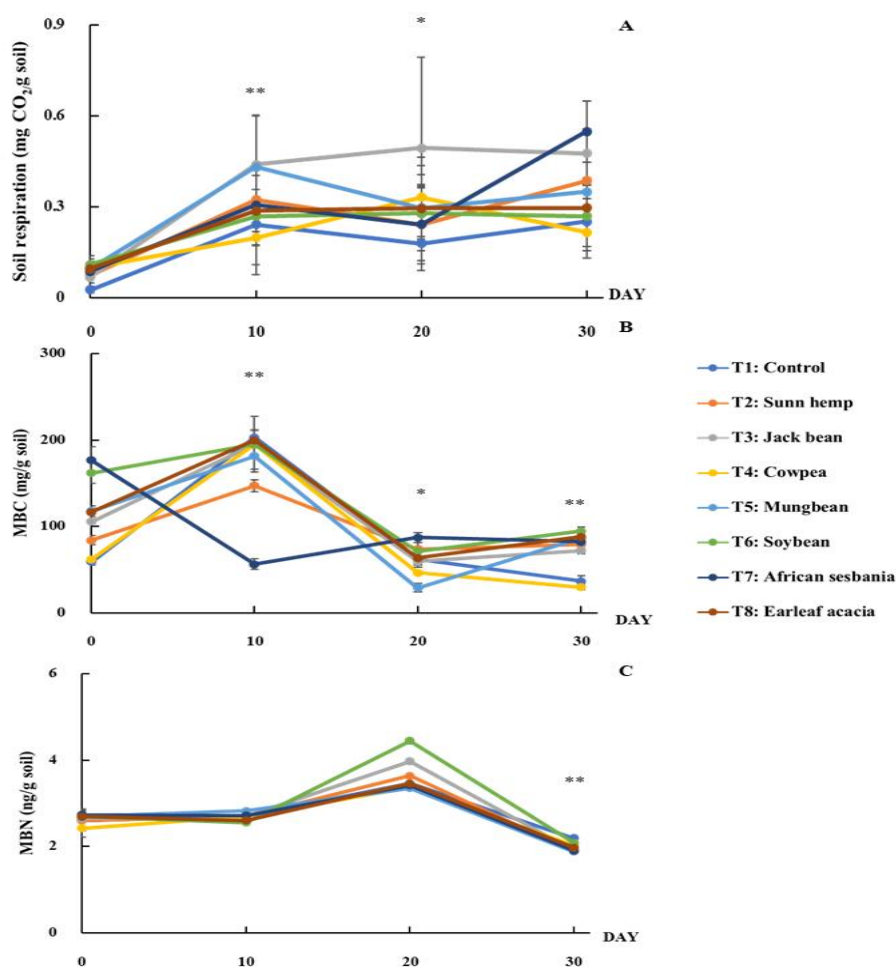 A
0.9
0.6
0.3
0
Soil respiration (mg CO2/g soil)
**
*
DAY
0 10 20 30
B
300
200
100
0
MBC (mg/g soil)
**
*
**
DAY
0 10 20 30
T1: Control
T2: Sunn hemp
T3: Jack bean
T4: Cowpea
T5: Mungbean
T6: Soybean
T7: African sesbania
T8: Earleaf acacia
C
6
4
2
0
MBN (ng/g soil)
**
DAY
0 10 20 30